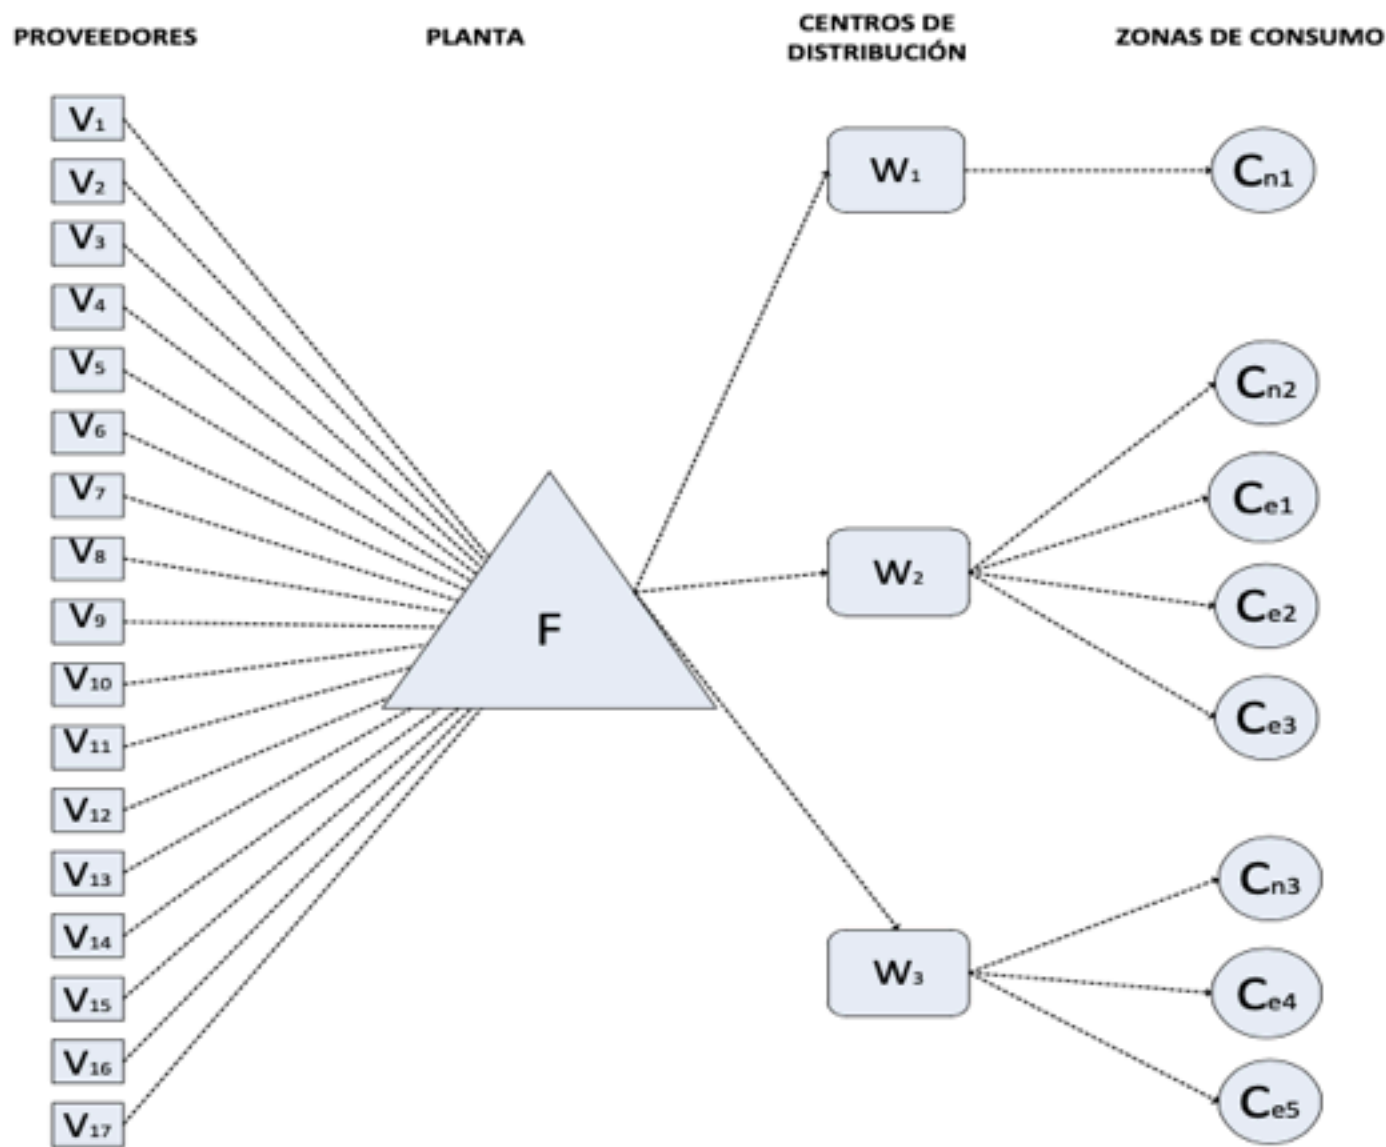 PROVEEDORES
PLANTA
CENTROS DE
DISTRIBUCIÓN
ZONAS DE CONSUMO
V1
V2
V3
V4
V5
V6
V7
V8
V9
V10
V11
V12
V13
V14
V15
V16
V17
F
W1
W2
W3
Cn1
Cn2
Ce1
Ce2
Ce3
Cn3
Ce4
Ce5